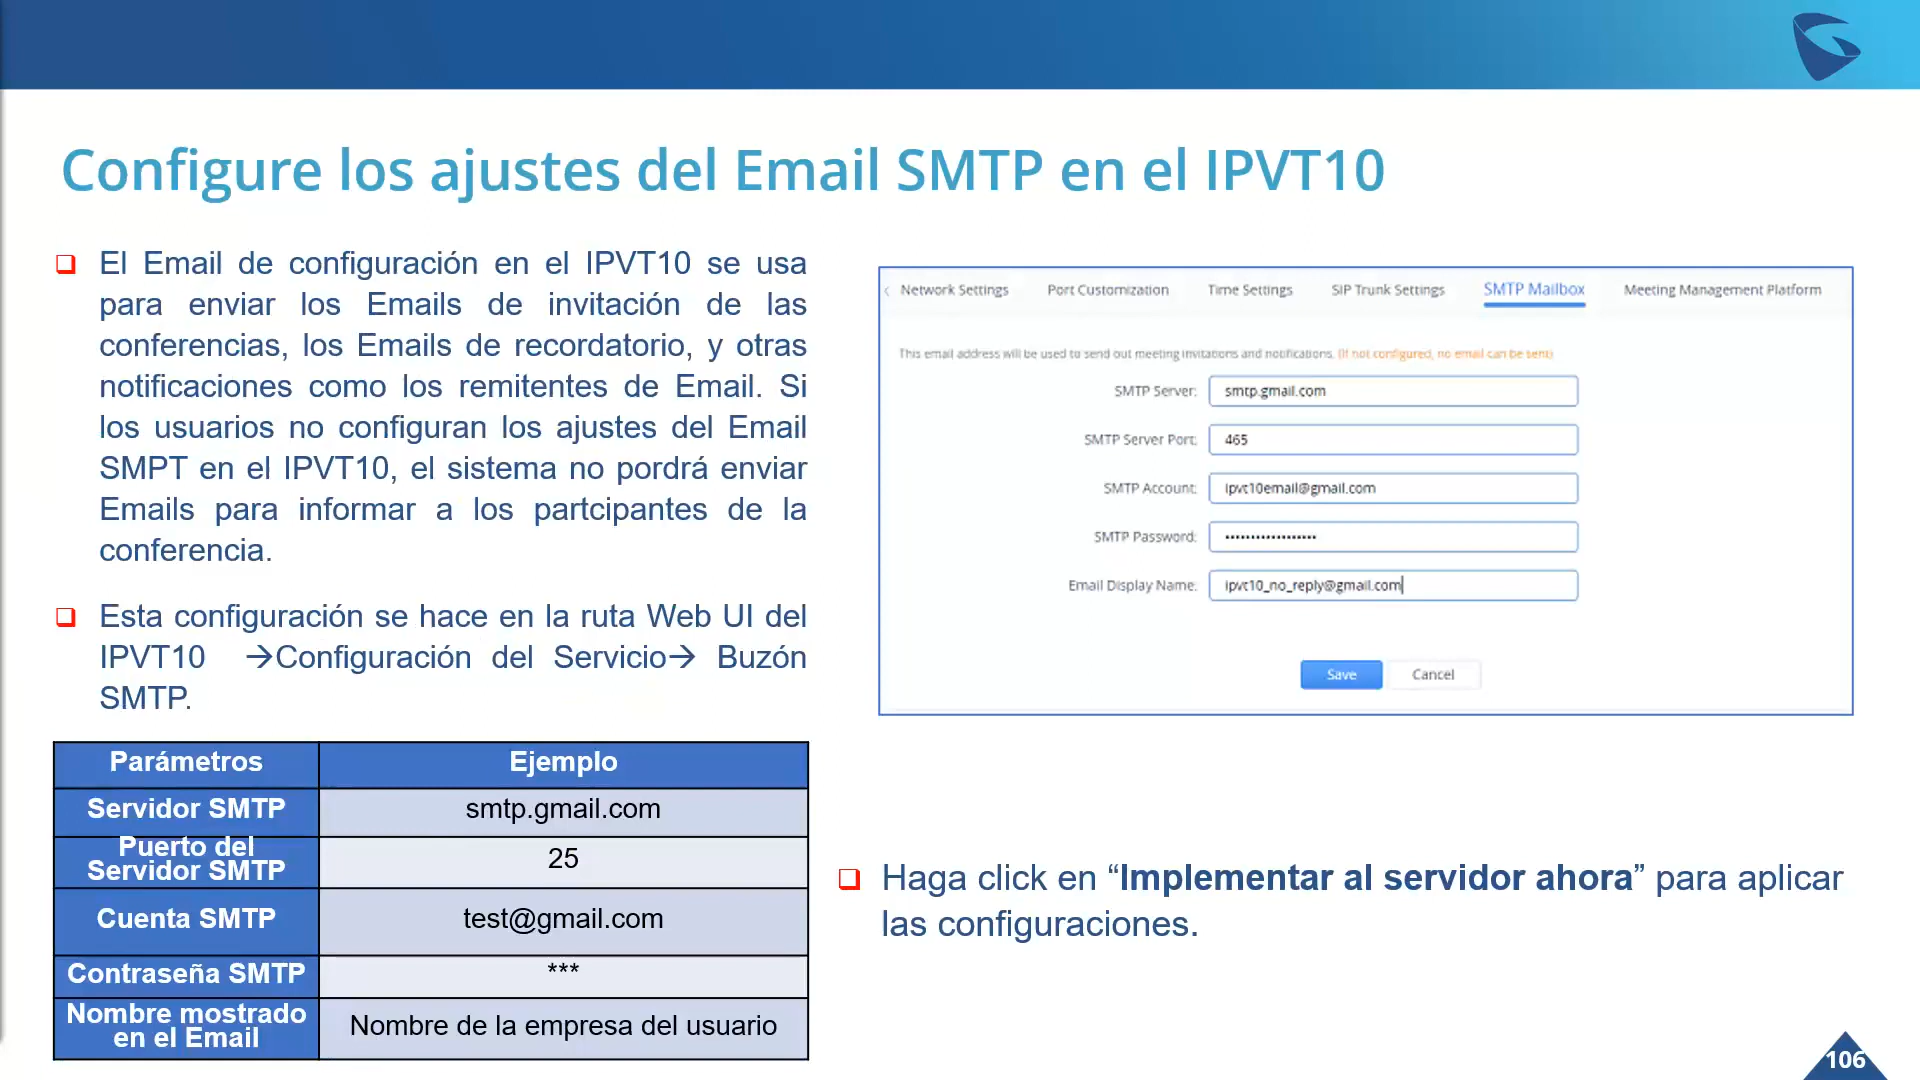 Configure los ajustes del Email SMTP en el IPVT10
El Email de configuración en el IPVT10 se usa
para enviar los Emails de invitación de las
conferencias, los Emails de recordatorio, y otras
notificaciones como los remitentes de Email. Si
los usuarios no configuran los ajustes del Email
SMPT en el IPVT10, el sistema no pordrá enviar
Emails para informar a los partcipantes de la
conferencia.
Esta configuración se hace en la ruta Web UI del
IPVT10 →Configuración del Servicio→ Buzón
SMTP.
Parámetros Ejemplo
Servidor SMTP smtp.gmail.com
Puerto del
Servidor SMTP 25
Cuenta SMTP test@gmail.com
Contraseña SMTP ***
Nombre mostrado
en el Email Nombre de la empresa del usuario
Network Settings Port Customization Time Settings SIP Trunk Settings SMTP Mailbox Meeting Management Platform
This email address will be used to send out meeting invitations and notifications. (If not configured, no email can be sent)
SMTP Server: smtp.gmail.com
SMTP Server Port: 465
SMTP Account: ipvt10email@gmail.com
SMTP Password: ••••••••••••••••••
Email Display Name: ipvt10_no_reply@gmail.com
Save Cancel
Haga click en “Implementar al servidor ahora” para aplicar
las configuraciones.
106